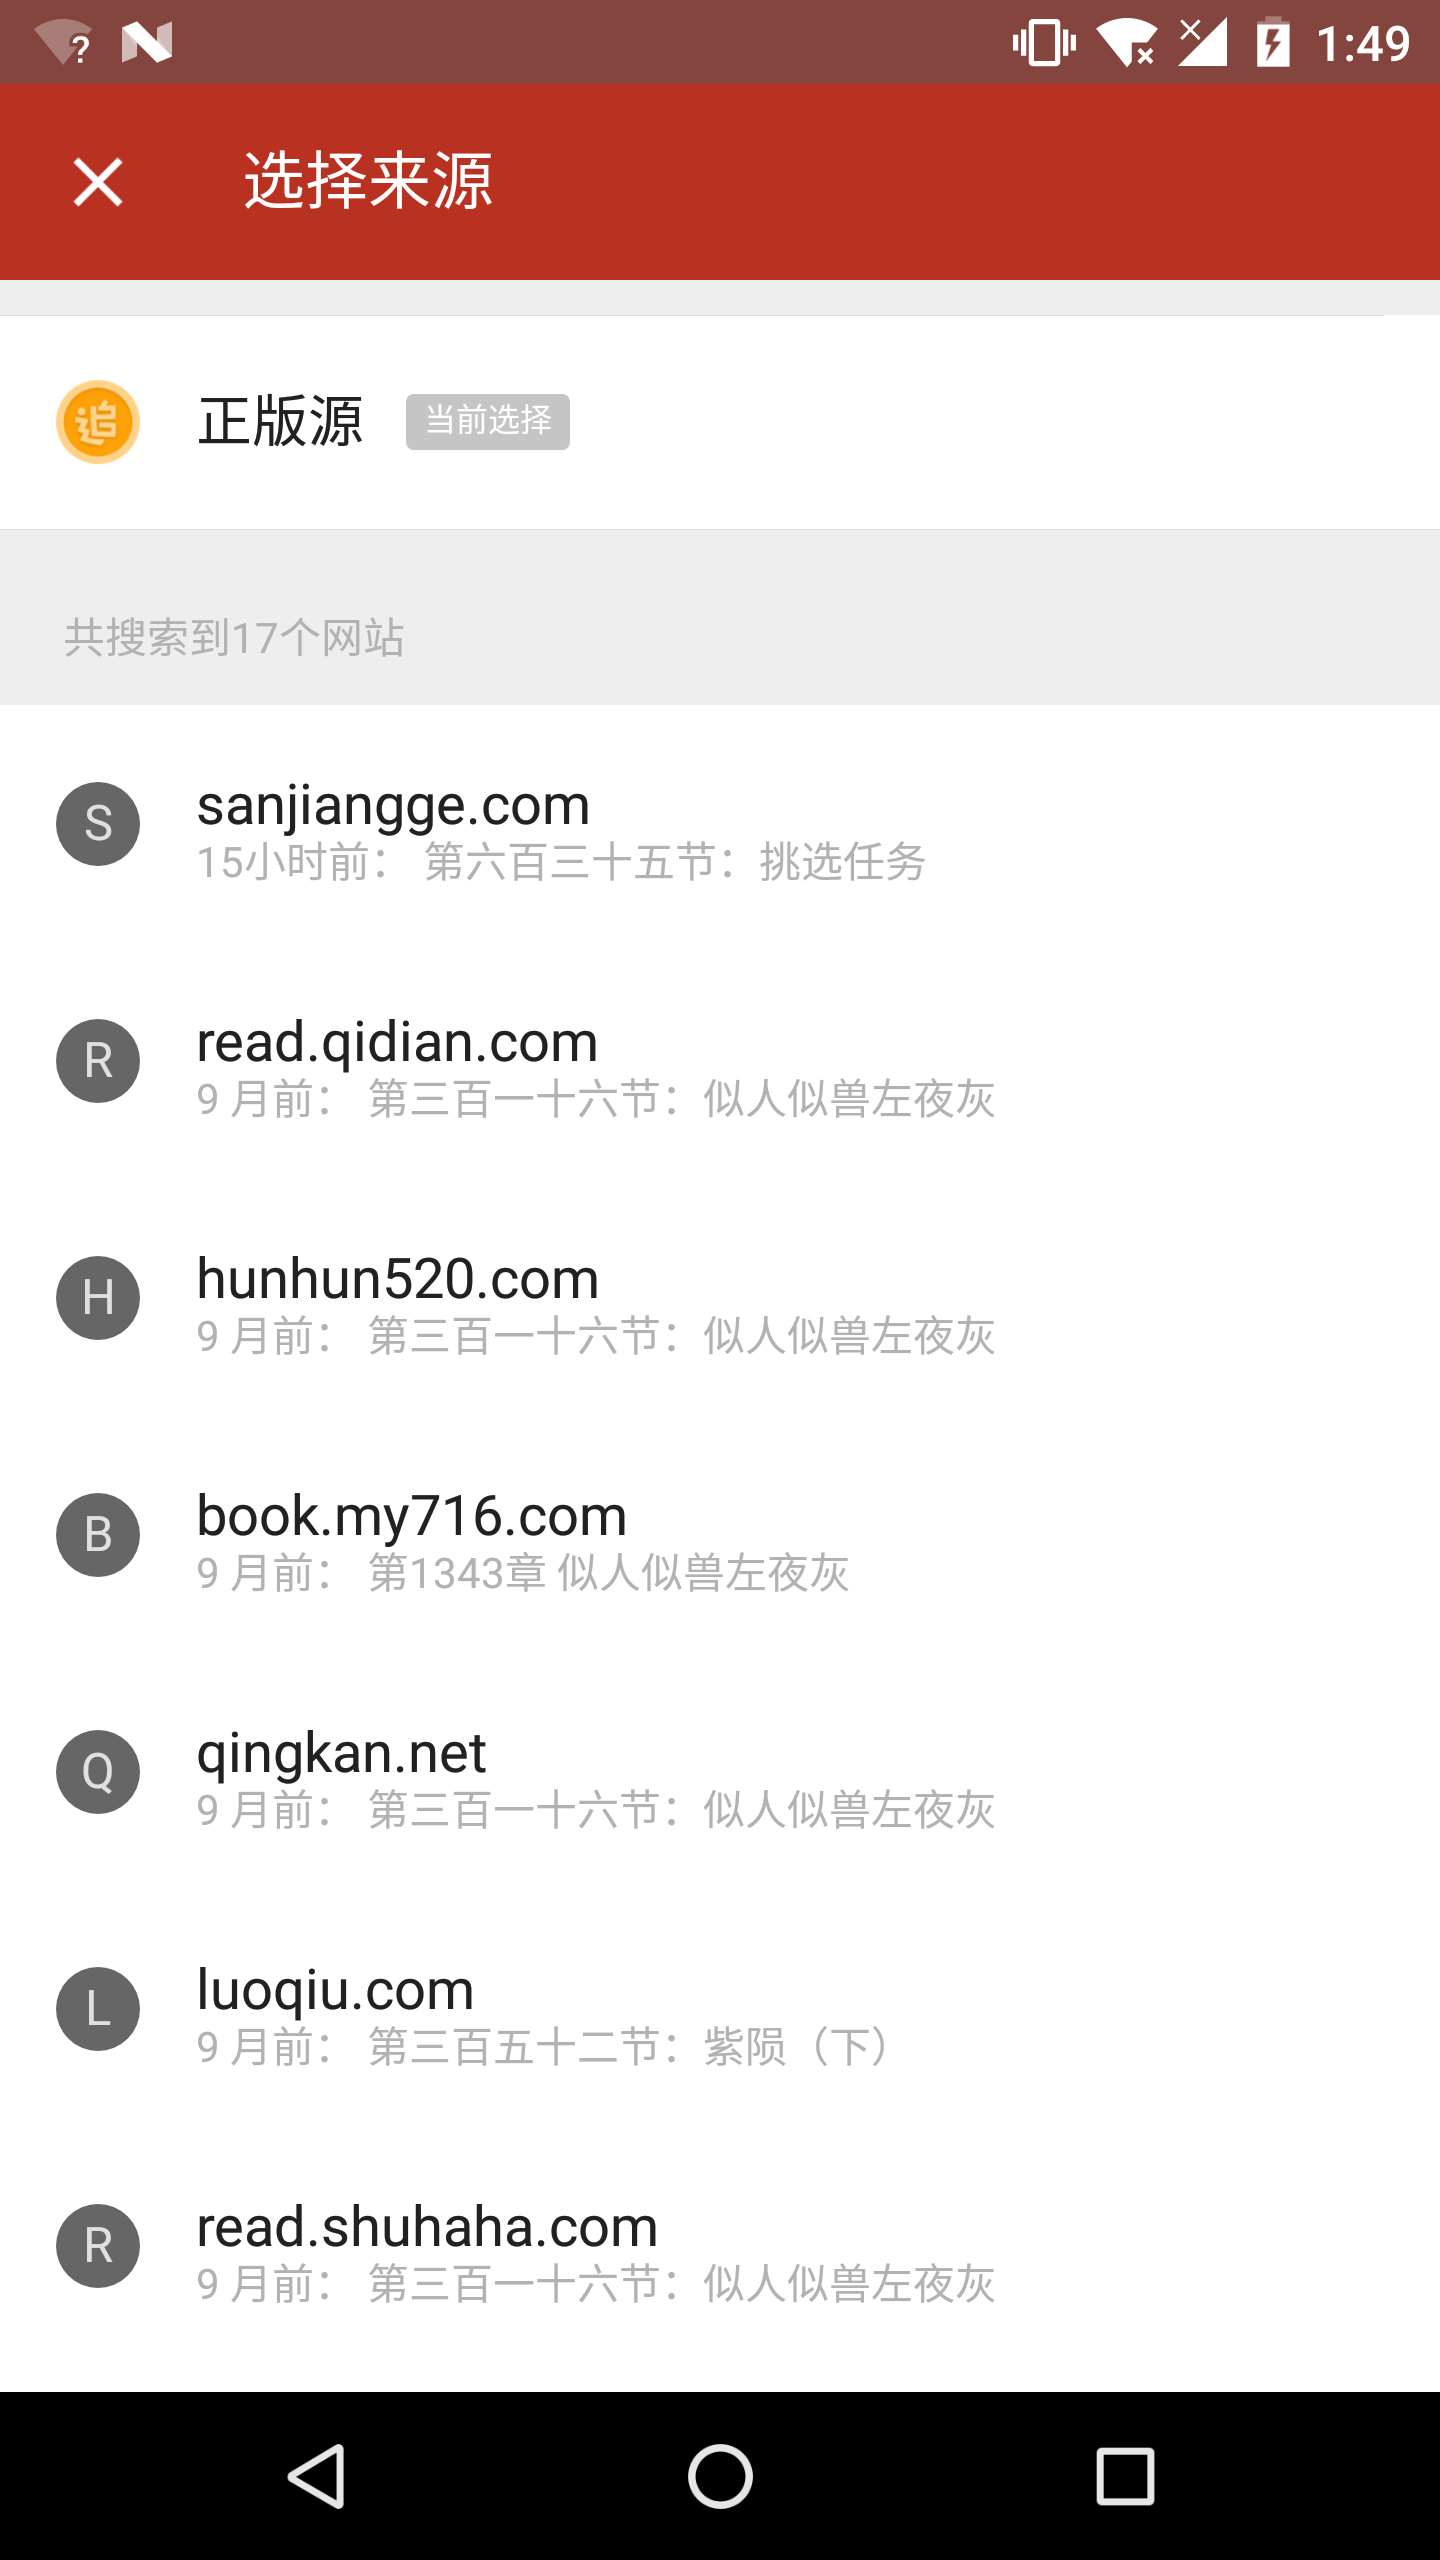 1:49
选择来源
追 正版源 当前选择
共搜索到17个网站
S
sanjiangge.com
15小时前： 第六百三十五节：挑选任务
R
read.qidian.com
9 月前： 第三百一十六节：似人似兽左夜灰
H
hunhun520.com
9 月前： 第三百一十六节：似人似兽左夜灰
B
book.my716.com
9 月前： 第1343章 似人似兽左夜灰
Q
qingkan.net
9 月前： 第三百一十六节：似人似兽左夜灰
L
luoqiu.com
9 月前： 第三百五十二节：紫陨（下）
R
read.shuhaha.com
9 月前： 第三百一十六节：似人似兽左夜灰